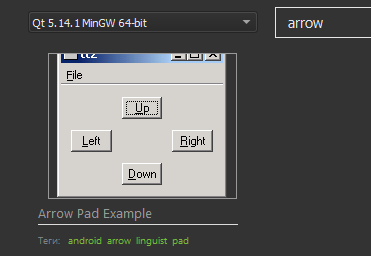 Qt 5.14.1 MinGW 64-bit
arrow
tt2
File
Up
Left
Right
Down
Arrow Pad Example
Теги: android arrow linguist pad